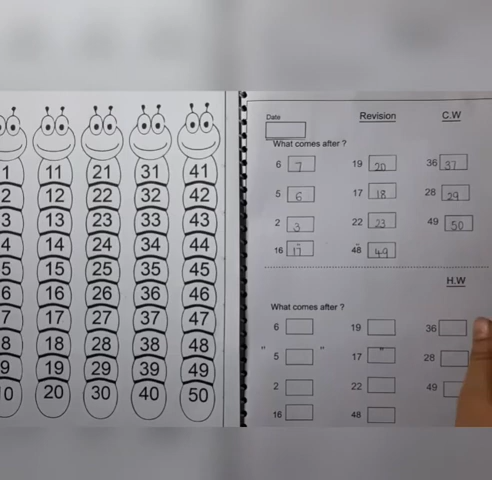 1 11 21 31 41
2 12 22 32 42
3 13 23 33 43
4 14 24 34 44
5 15 25 35 45
6 16 26 36 46
7 17 27 37 47
8 18 28 38 48
9 19 29 39 49
10 20 30 40 50
Date Revision C.W
What comes after ?
6 7 19 20 36 37
5 6 17 18 28 29
2 3 22 23 49 50
16 17 48 49
H.W
What comes after ?
6 19 36
" 5 " 17 " 28
2 22 49
16 48